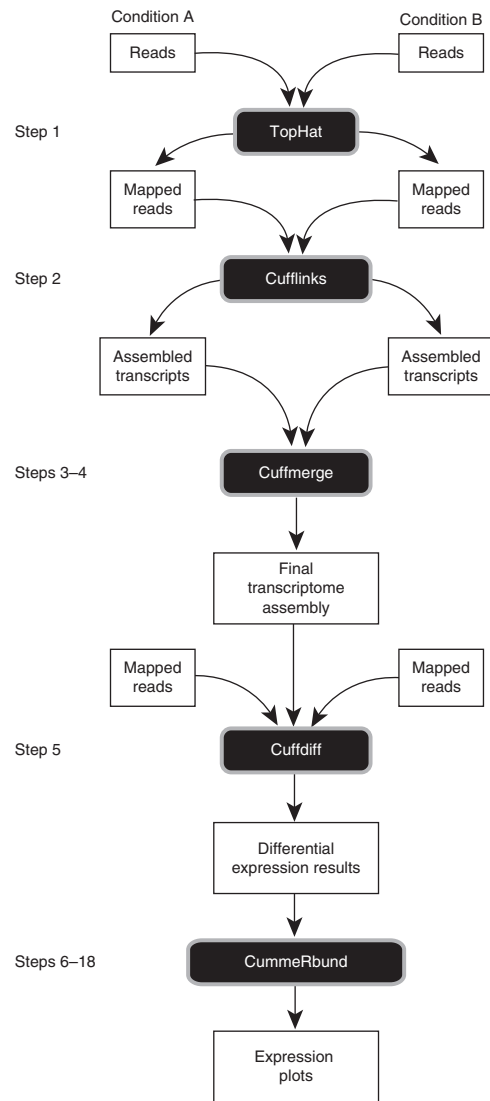 Condition A
Condition B
Reads
Reads
Step 1
TopHat
Mapped
reads
Mapped
reads
Step 2
Cufflinks
Assembled
transcripts
Assembled
transcripts
Steps 3–4
Cuffmerge
Final
transcriptome
assembly
Mapped
reads
Mapped
reads
Step 5
Cuffdiff
Differential
expression results
Steps 6–18
CummeRbund
Expression
plots